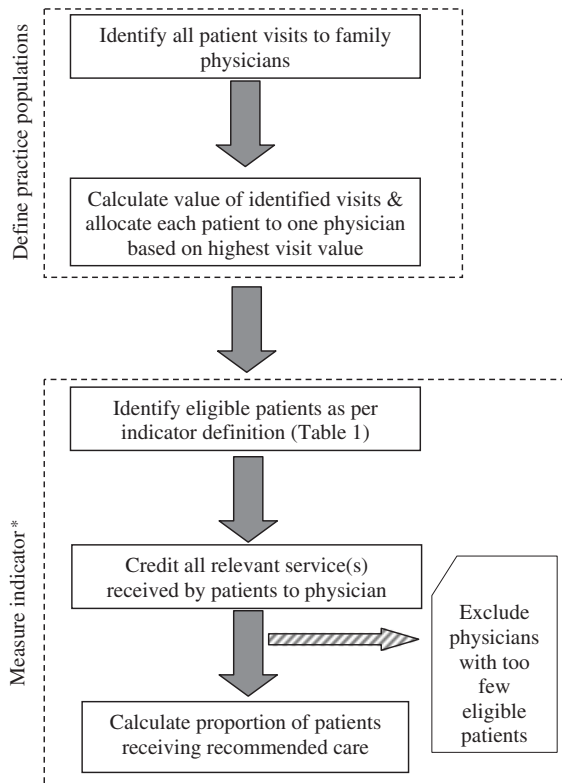 Define practice populations
Identify all patient visits to family
physicians
Calculate value of identified visits &
allocate each patient to one physician
based on highest visit value
Measure indicator*
Identify eligible patients as per
indicator definition (Table 1)
Credit all relevant service(s)
received by patients to physician
Exclude
physicians
with too
few
eligible
patients
Calculate proportion of patients
receiving recommended care